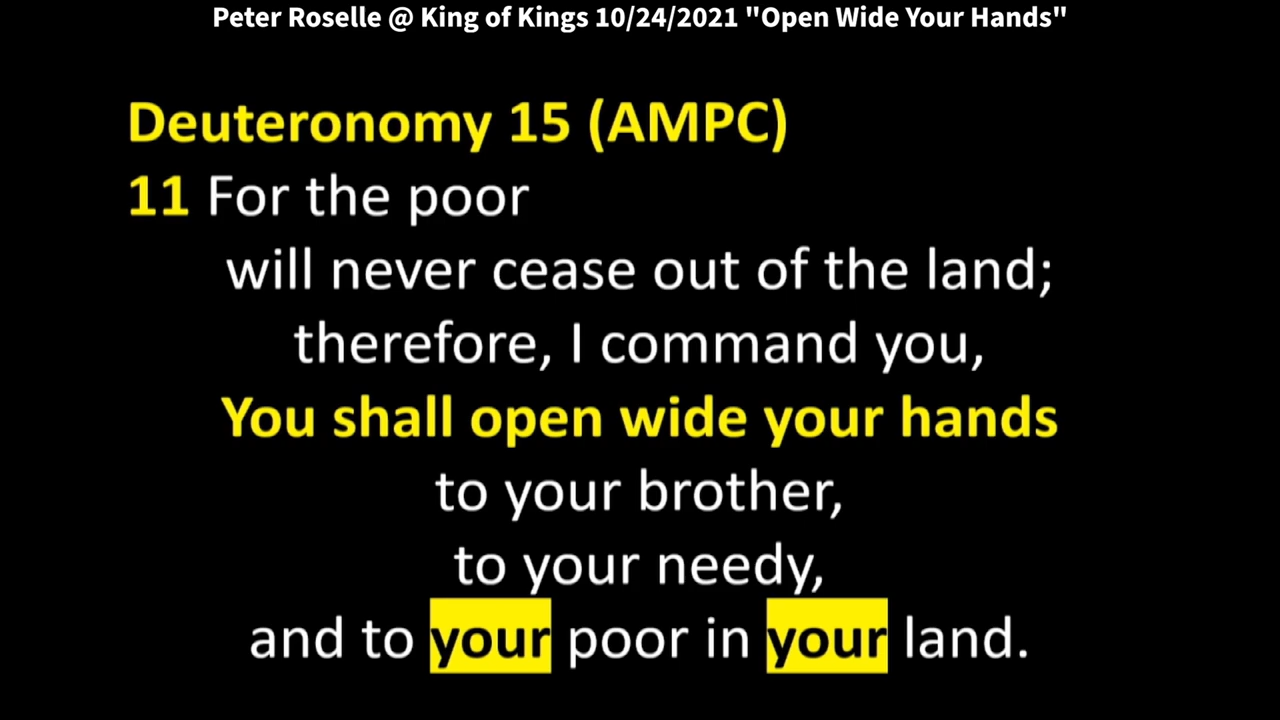 Peter Roselle @ King of Kings 10/24/2021 "Open Wide Your Hands"
Deuteronomy 15 (AMPC)
11 For the poor
will never cease out of the land;
therefore, I command you,
You shall open wide your hands
to your brother,
to your needy,
and to your poor in your land.